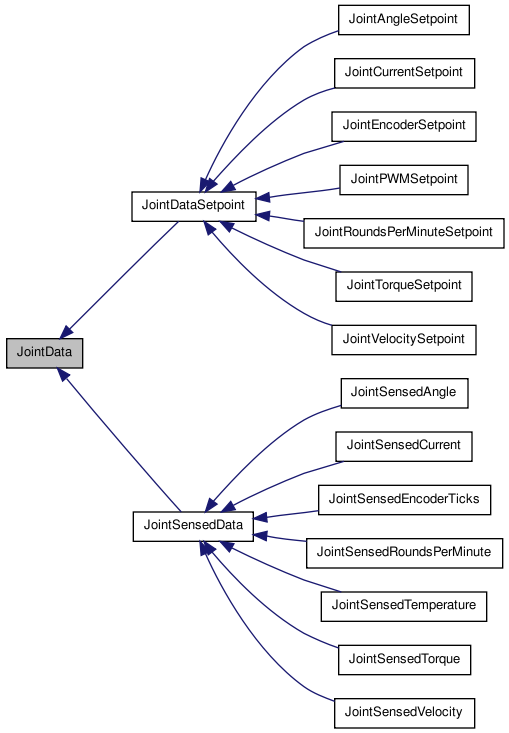 JointAngleSetpoint
JointCurrentSetpoint
JointEncoderSetpoint
JointPWMSetpoint
JointDataSetpoint
JointRoundsPerMinuteSetpoint
JointTorqueSetpoint
JointVelocitySetpoint
JointData
JointSensedAngle
JointSensedCurrent
JointSensedEncoderTicks
JointSensedData
JointSensedRoundsPerMinute
JointSensedTemperature
JointSensedTorque
JointSensedVelocity